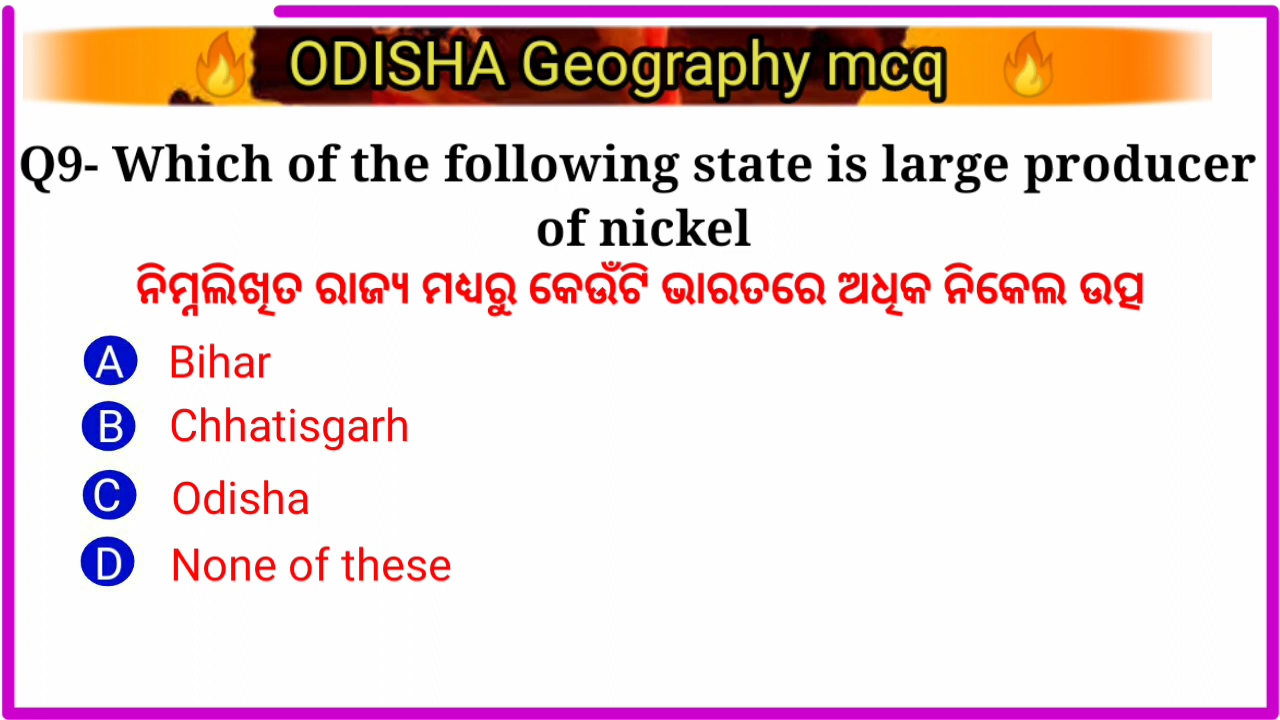 ODISHA Geography mcq
Q9- Which of the following state is large producer
of nickel
ନିମ୍ନଲିଖିତ ରାଜ୍ୟ ମଧ୍ୟରୁ କେଉଁଟି ଭାରତରେ ଅଧିକ ନିକେଲ ଉତ୍ପ
A Bihar
B Chhatisgarh
C Odisha
D None of these